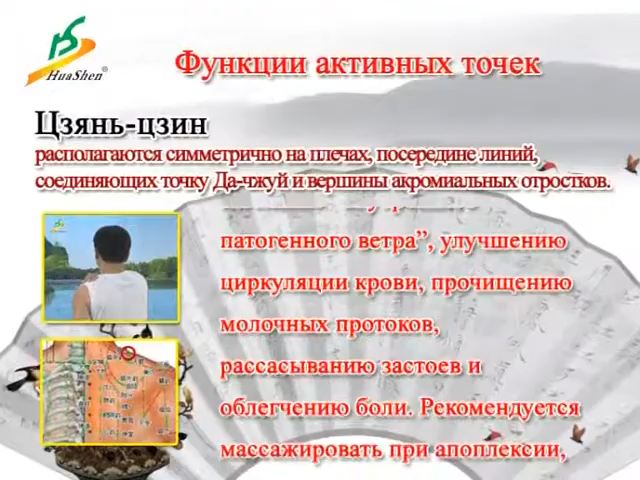 HuaShen®
Функции активных точек
Цзянь-цзин
располагаются симметрично на плечах, посередине линий,
соединяющих точку Да-чжуй и вершины акромиальных отростков.
патогенного ветра”, улучшению
циркуляции крови, прочищению
молочных протоков,
рассасыванию застоев и
облегчению боли. Рекомендуется
массажировать при апоплексии,